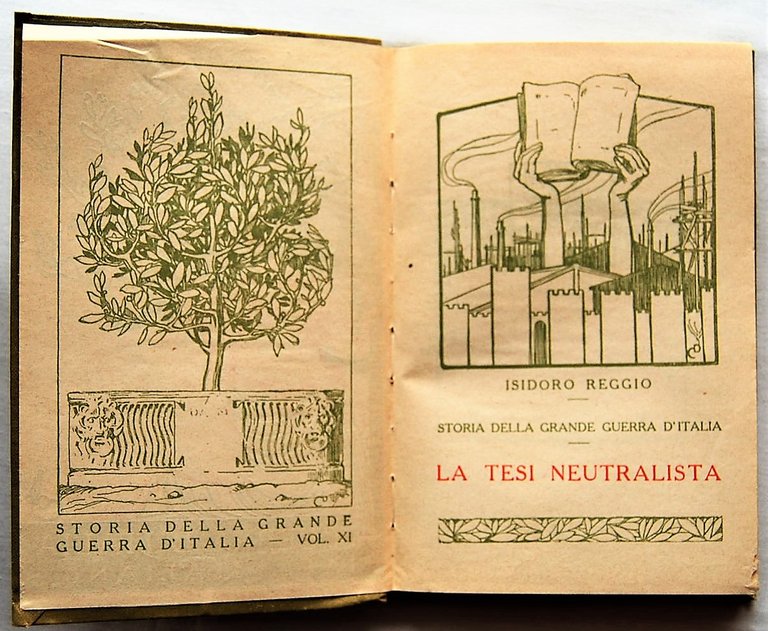 STORIA DELLA GRANDE
GUERRA D'ITALIA — VOL. XI
ISIDORO REGGIO
STORIA DELLA GRANDE GUERRA D'ITALIA
LA TESI NEUTRALISTA